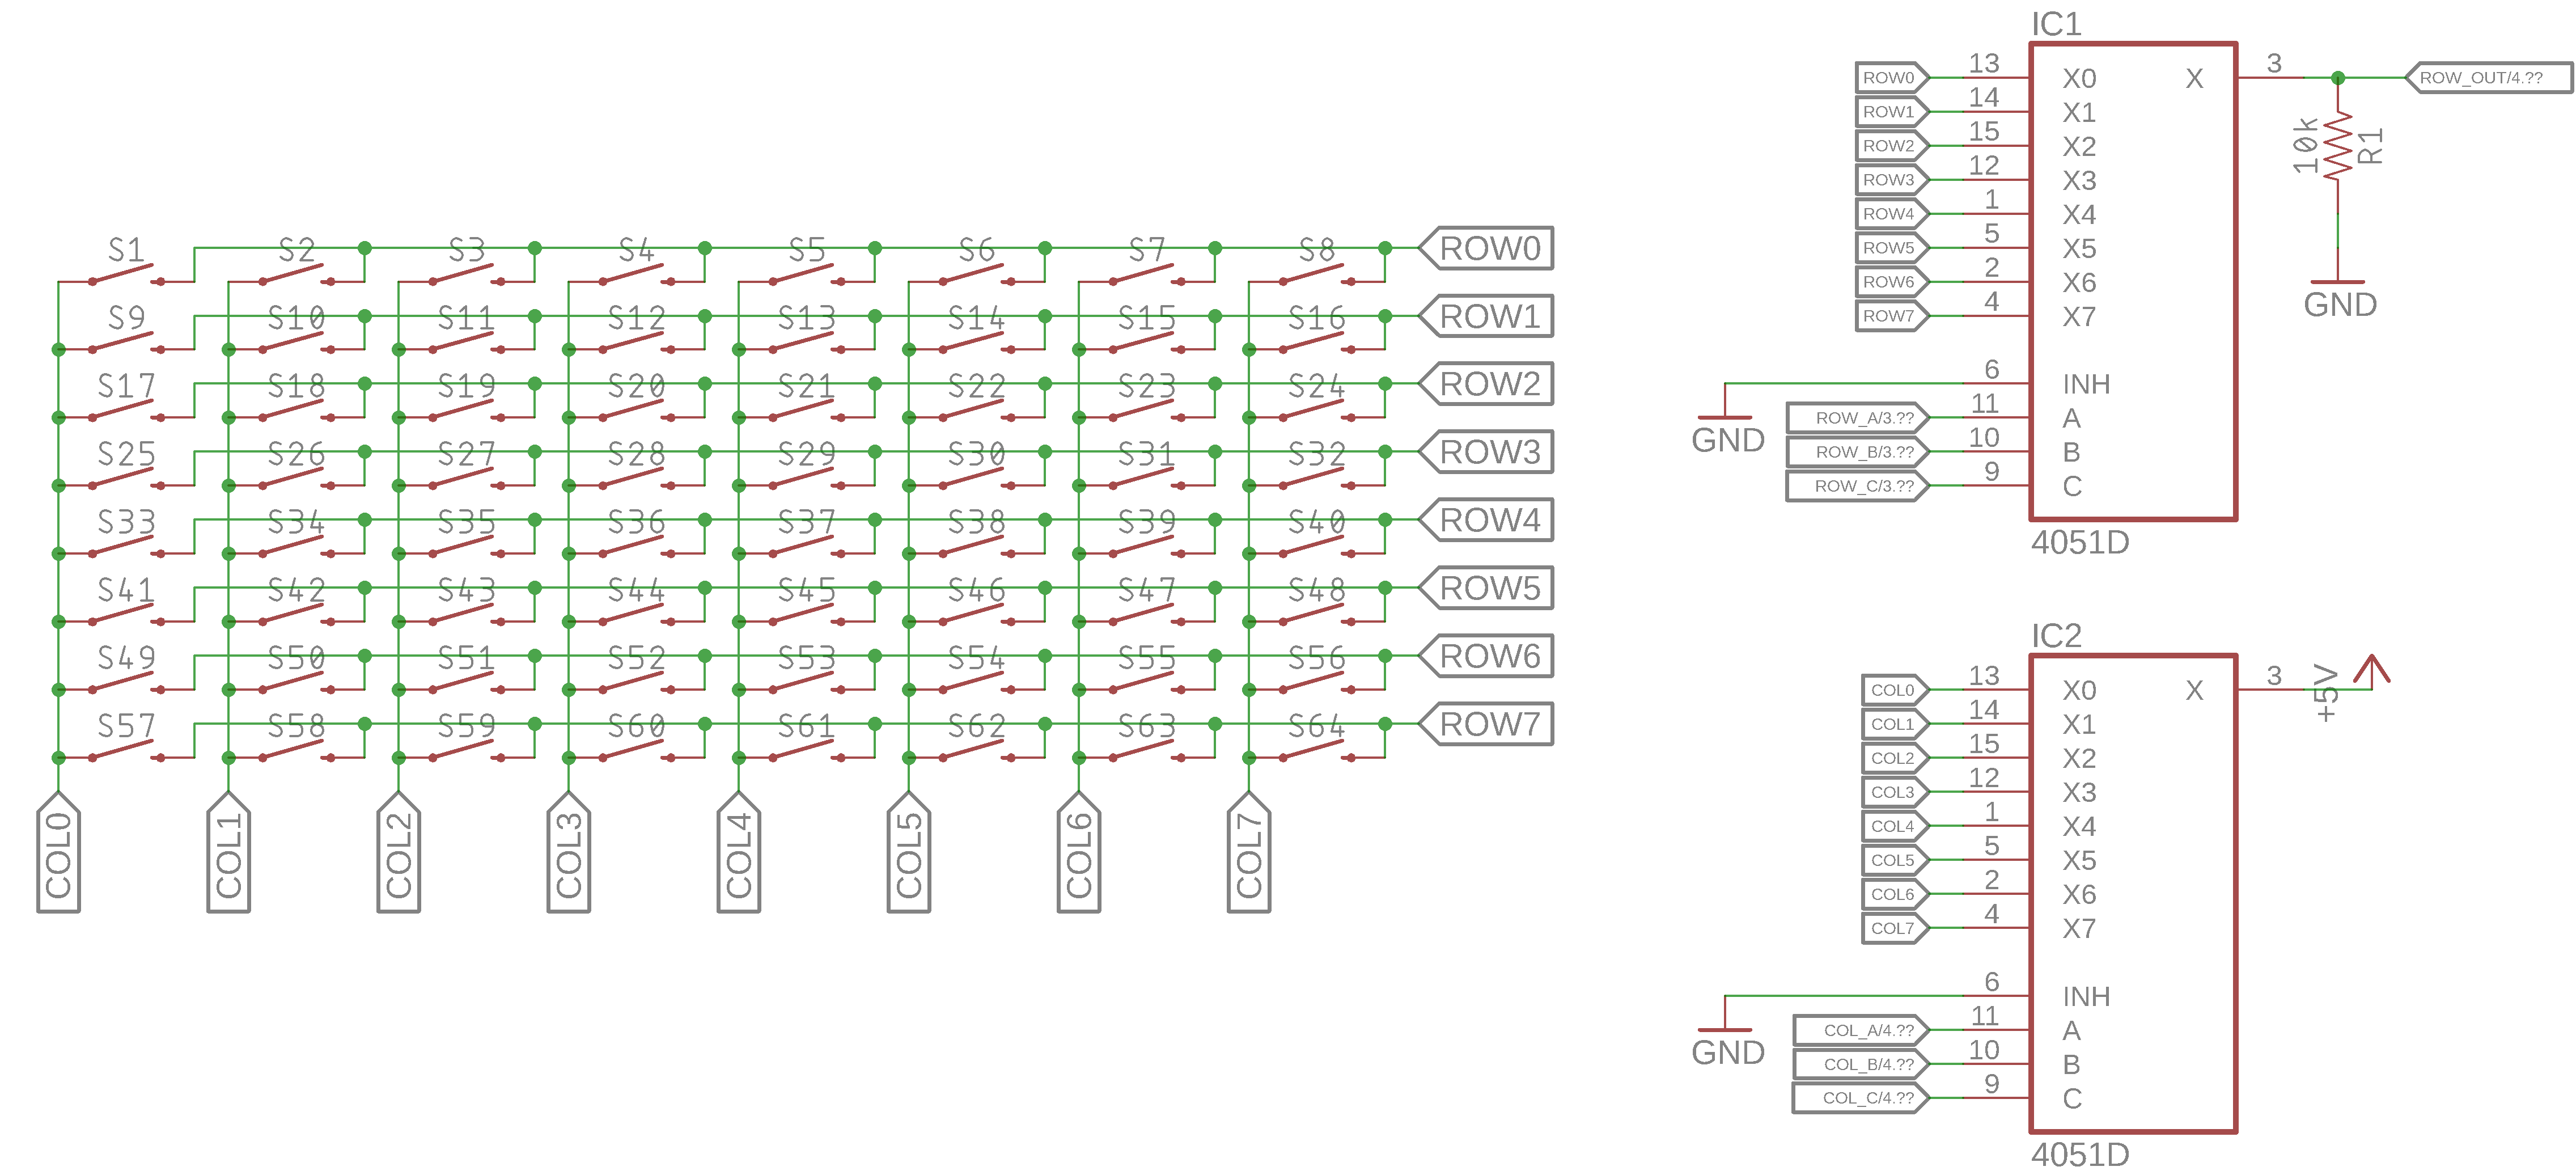 S1 S2 S3 S4 S5 S6 S7 S8 ROW0
S9 S10 S11 S12 S13 S14 S15 S16 ROW1
S17 S18 S19 S20 S21 S22 S23 S24 ROW2
S25 S26 S27 S28 S29 S30 S31 S32 ROW3
S33 S34 S35 S36 S37 S38 S39 S40 ROW4
S41 S42 S43 S44 S45 S46 S47 S48 ROW5
S49 S50 S51 S52 S53 S54 S55 S56 ROW6
S57 S58 S59 S60 S61 S62 S63 S64 ROW7
COL0 COL1 COL2 COL3 COL4 COL5 COL6 COL7
IC1
ROW0 13 X0 X 3 ROW_OUT/4.??
ROW1 14 X1
ROW2 15 X2
ROW3 12 X3
ROW4 1 X4
ROW5 5 X5
ROW6 2 X6
ROW7 4 X7
10k R1
GND
6 INH
GND
ROW_A/3.?? 11 A
ROW_B/3.?? 10 B
ROW_C/3.?? 9 C
4051D
IC2
COL0 13 X0 X 3 +5V
COL1 14 X1
COL2 15 X2
COL3 12 X3
COL4 1 X4
COL5 5 X5
COL6 2 X6
COL7 4 X7
6 INH
GND
COL_A/4.?? 11 A
COL_B/4.?? 10 B
COL_C/4.?? 9 C
4051D